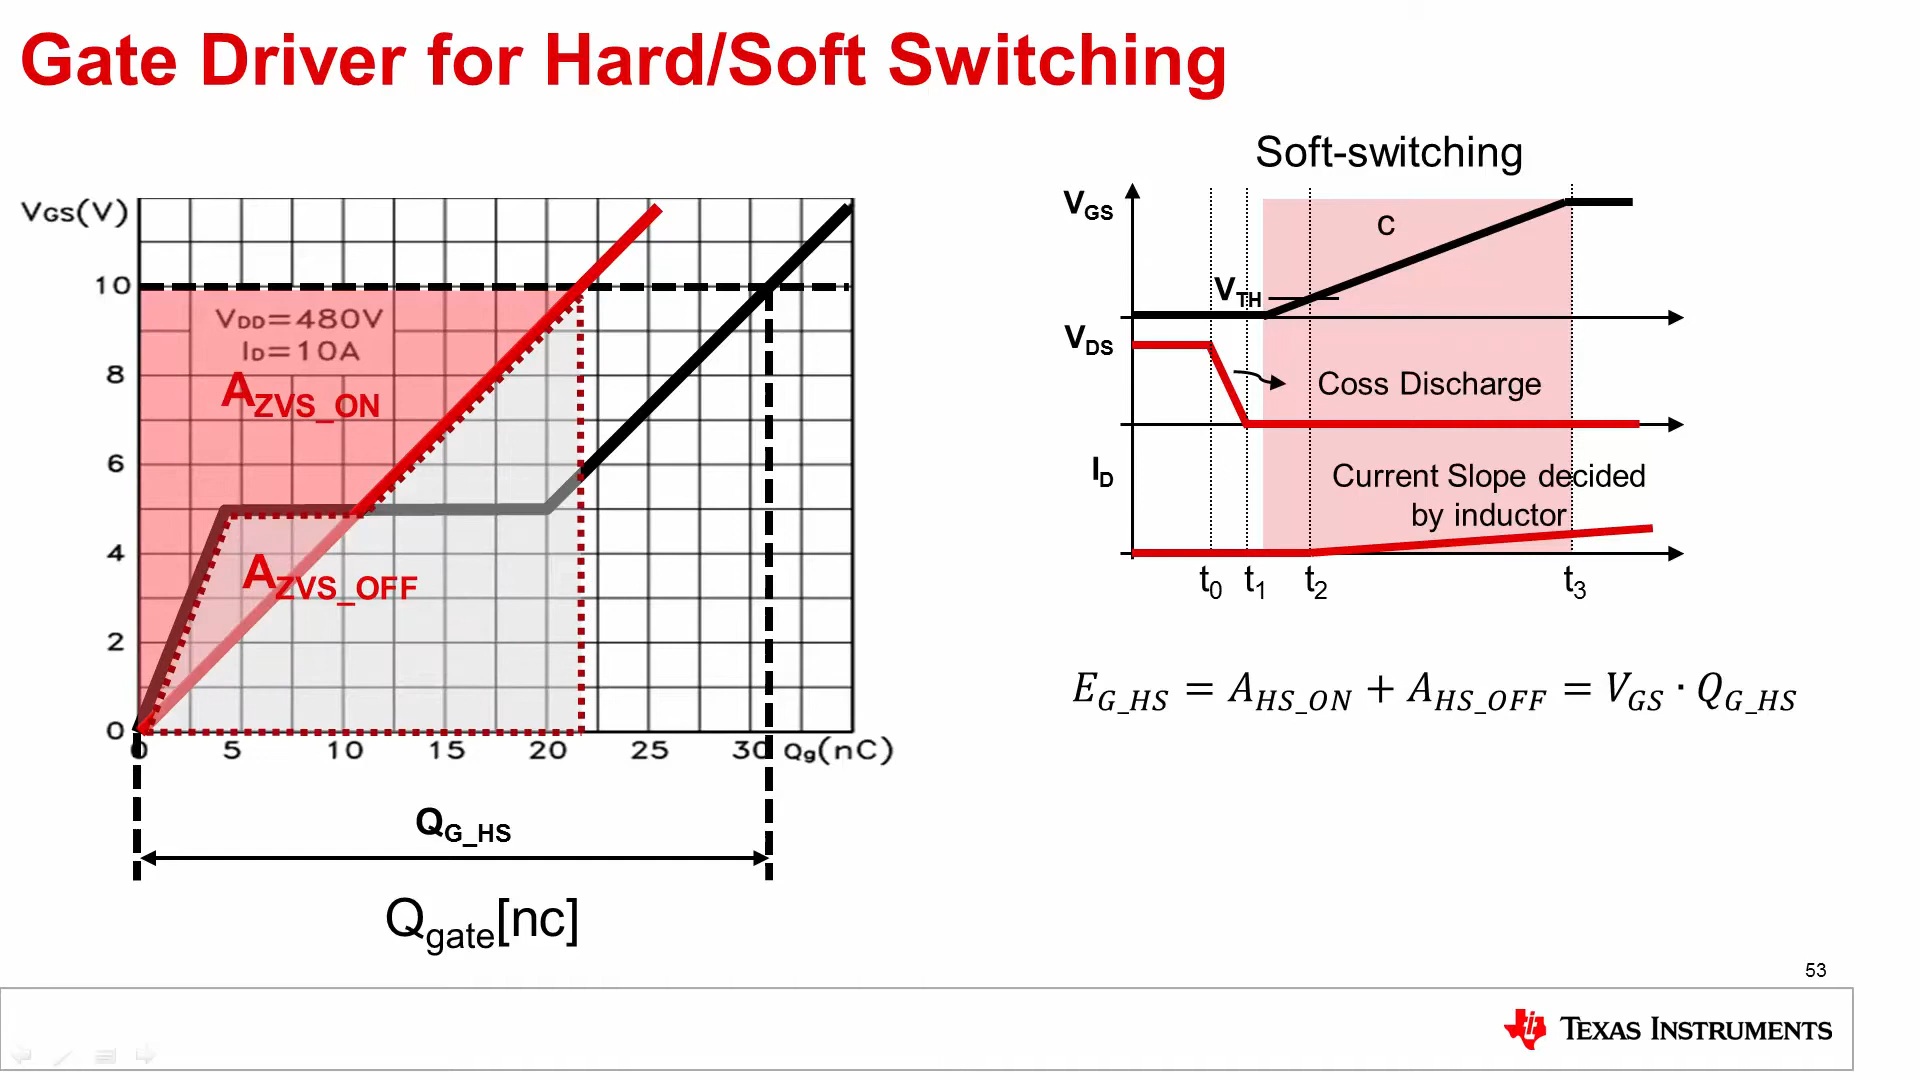 Gate Driver for Hard/Soft Switching
Soft-switching
VGS(V)
10
8
6
4
2
0
VDD=480V
ID=10A
AZVS_ON
AZVS_OFF
0 5 10 15 20 25 30 Qg(nC)
QG_HS
Qgate[nc]
VGS
c
VTH
VDS
Coss Discharge
ID
Current Slope decided
by inductor
t0 t1 t2 t3
EG_HS = AHS_ON + AHS_OFF = VGS · QG_HS
53
TEXAS INSTRUMENTS